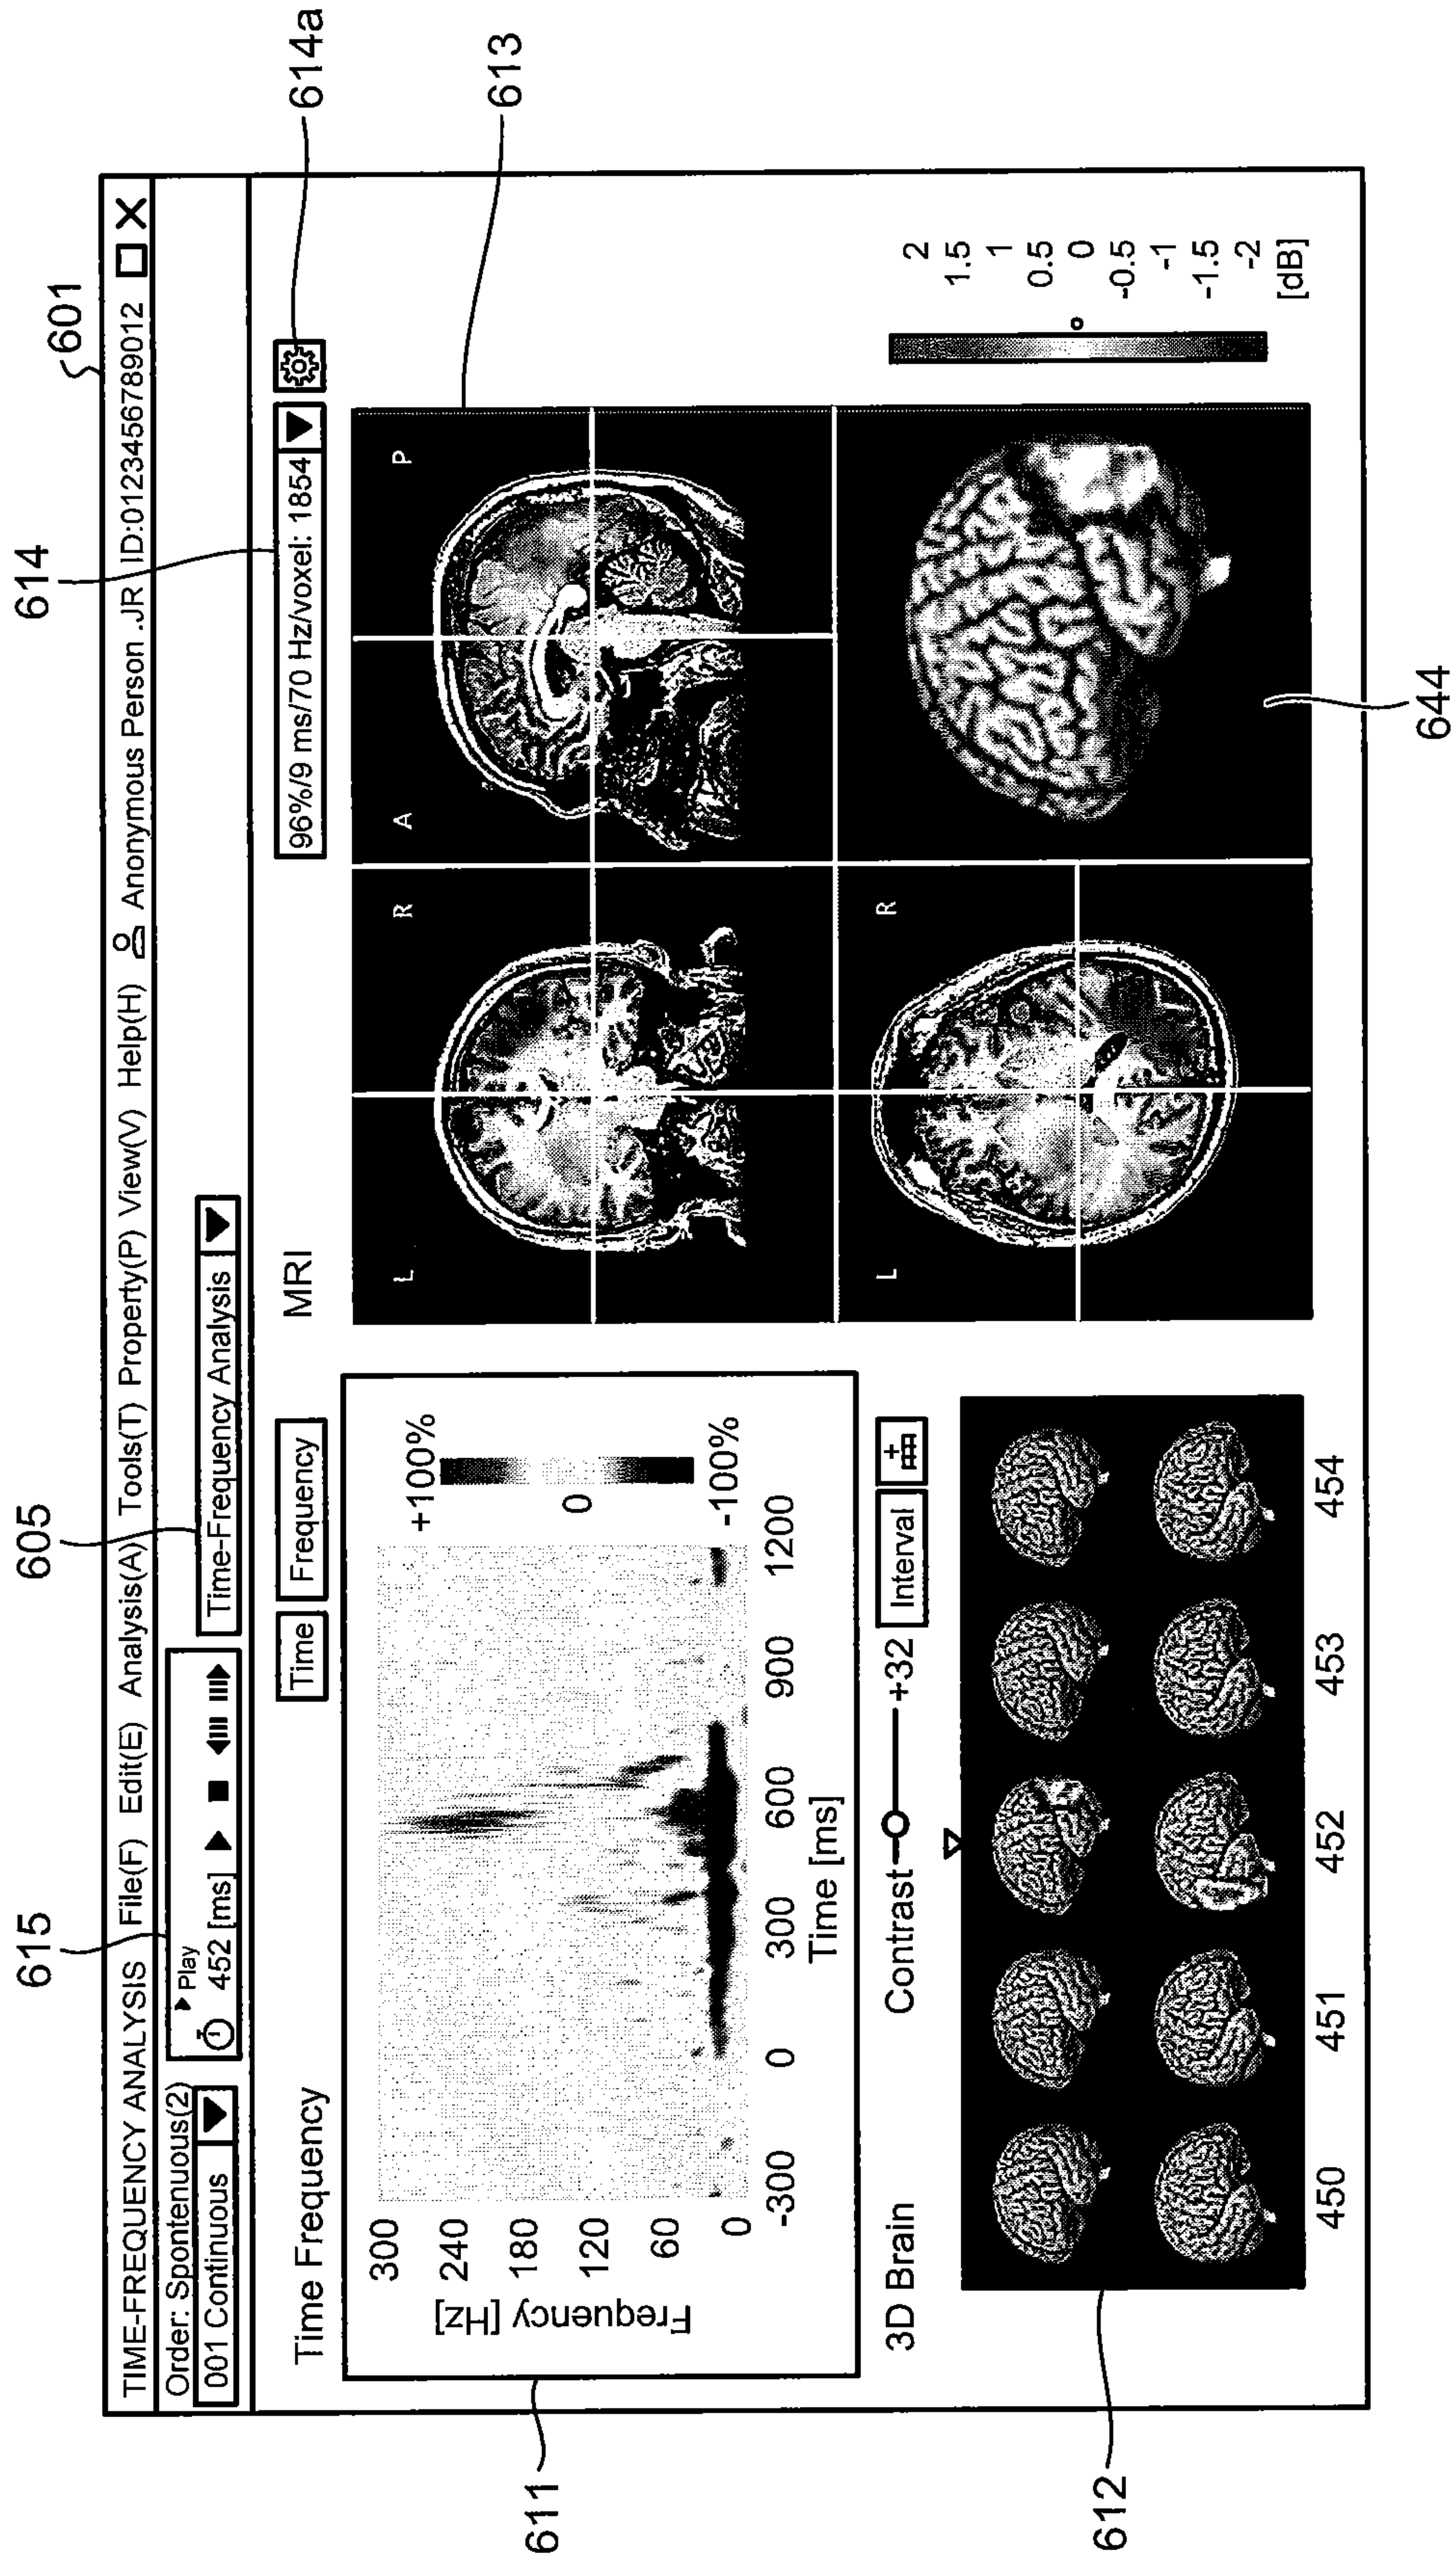 601
TIME-FREQUENCY ANALYSIS File(F) Edit(E) Analysis(A) Tools(T) Property(P) View(V) Help(H) Anonymous Person .JR ID:0123456789012
615
605
614
614a
613
Order: Spontenuous(2)
001 Continuous
Play
452 [ms]
Time-Frequency Analysis
Time Frequency
Time
Frequency
300
240
180
120
60
0
Frequency [Hz]
-300
0
300
600
900
1200
Time [ms]
+100%
0
-100%
611
3D Brain
Contrast
+32
Interval
450
451
452
453
454
612
MRI
96%/9 ms/70 Hz/voxel: 1854
L
R
A
P
L
R
2
1.5
1
0.5
0
-0.5
-1
-1.5
-2
[dB]
644